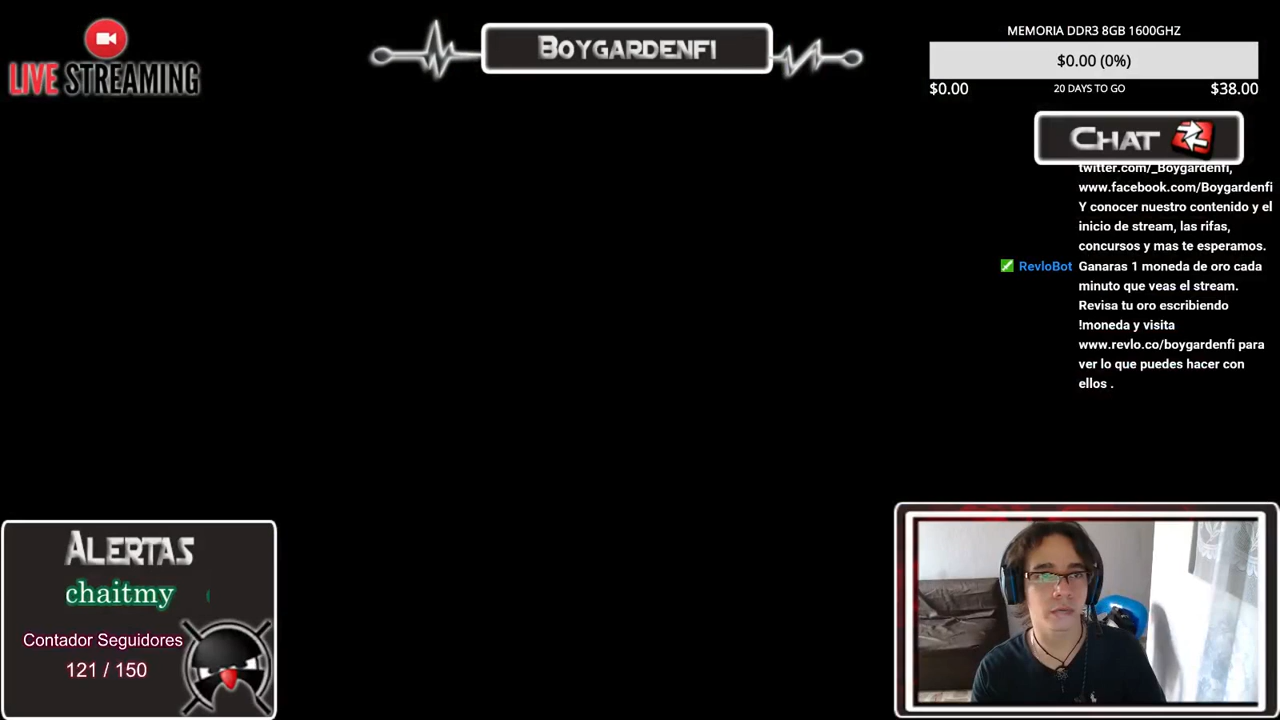 LIVE STREAMING
BOYGARDENFI
MEMORIA DDR3 8GB 1600GHZ
$0.00 (0%)
$0.00 20 DAYS TO GO $38.00
CHAT
twitter.com/_Boygardenfi,
www.facebook.com/Boygardenfi
Y conocer nuestro contenido y el
inicio de stream, las rifas,
concursos y mas te esperamos.
RevloBot Ganaras 1 moneda de oro cada
minuto que veas el stream.
Revisa tu oro escribiendo
!moneda y visita
www.revlo.co/boygardenfi para
ver lo que puedes hacer con
ellos .
ALERTAS
chaitmy
Contador Seguidores
121 / 150